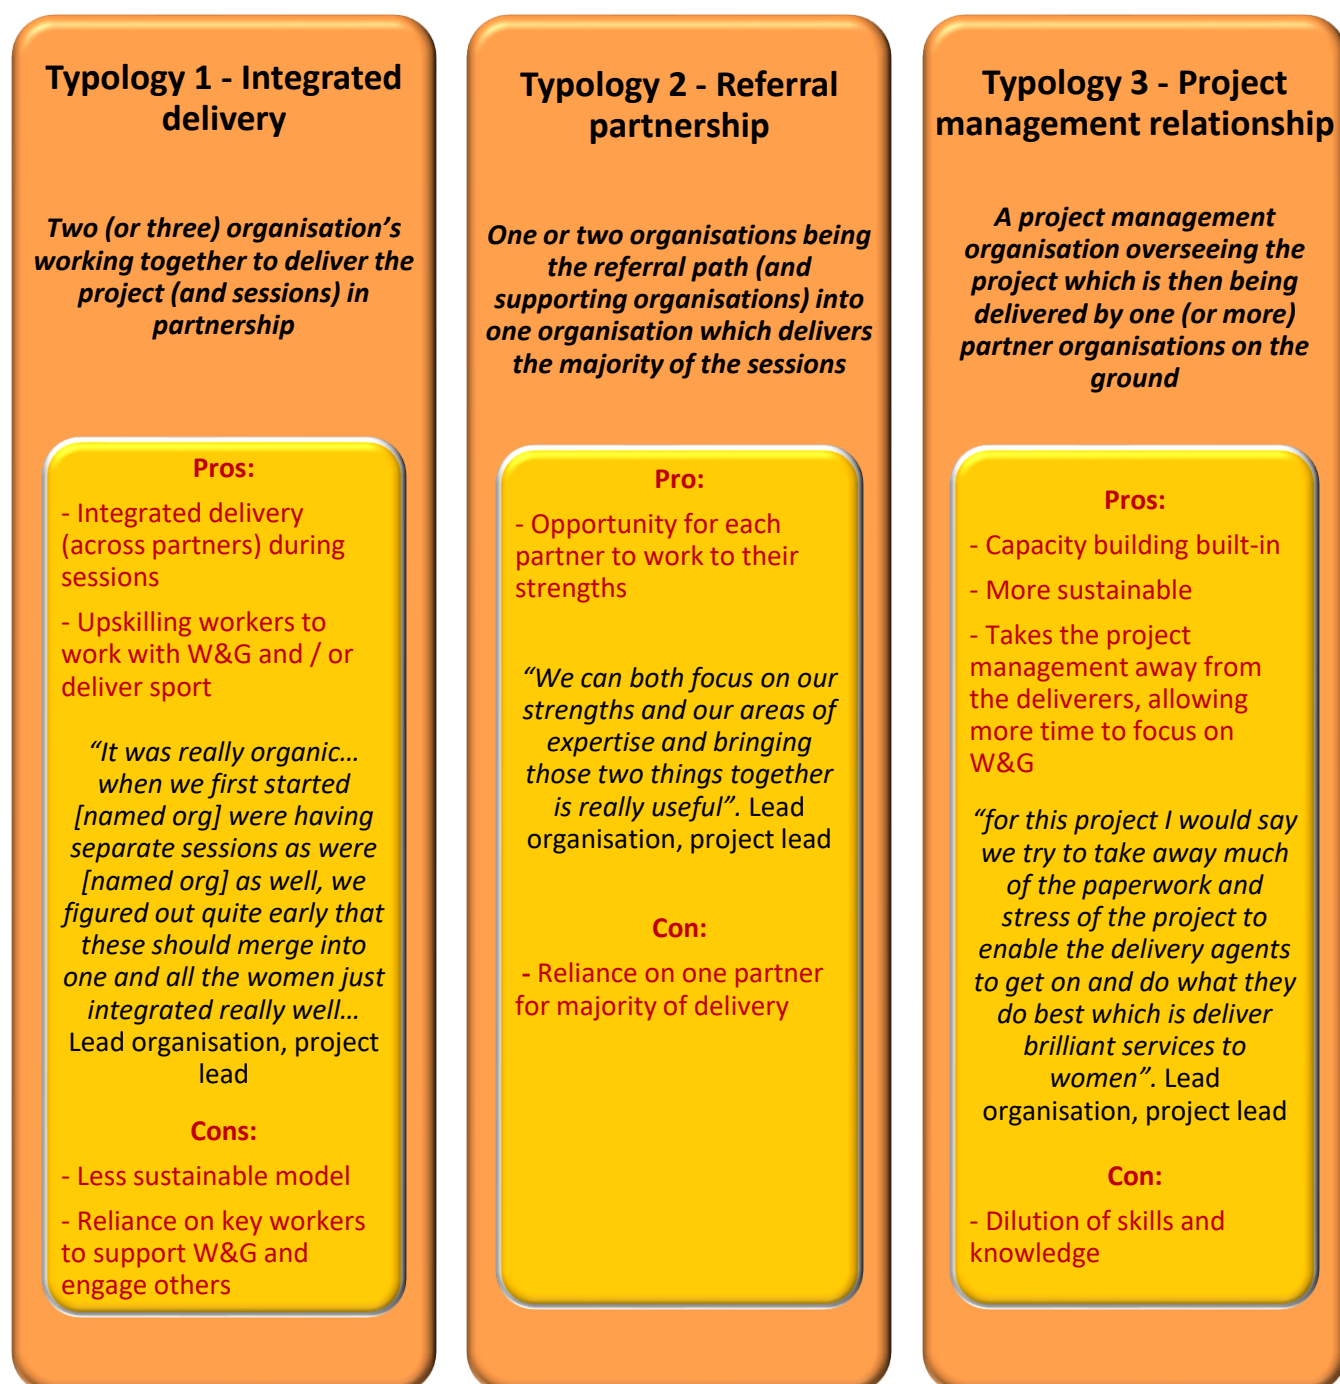 Typology 1 - Integrated
delivery
Two (or three) organisation’s
working together to deliver the
project (and sessions) in
partnership
Pros:
- Integrated delivery
(across partners) during
sessions
- Upskilling workers to
work with W&G and / or
deliver sport
“It was really organic…
when we first started
[named org] were having
separate sessions as were
[named org] as well, we
figured out quite early that
these should merge into
one and all the women just
integrated really well…
Lead organisation, project
lead
Cons:
- Less sustainable model
- Reliance on key workers
to support W&G and
engage others
Typology 2 - Referral
partnership
One or two organisations being
the referral path (and
supporting organisations) into
one organisation which delivers
the majority of the sessions
Pro:
- Opportunity for each
partner to work to their
strengths
“We can both focus on our
strengths and our areas of
expertise and bringing
those two things together
is really useful”. Lead
organisation, project lead
Con:
- Reliance on one partner
for majority of delivery
Typology 3 - Project
management relationship
A project management
organisation overseeing the
project which is then being
delivered by one (or more)
partner organisations on the
ground
Pros:
- Capacity building built-in
- More sustainable
- Takes the project
management away from
the deliverers, allowing
more time to focus on
W&G
“for this project I would say
we try to take away much
of the paperwork and
stress of the project to
enable the delivery agents
to get on and do what they
do best which is deliver
brilliant services to
women”. Lead
organisation, project lead
Con:
- Dilution of skills and
knowledge